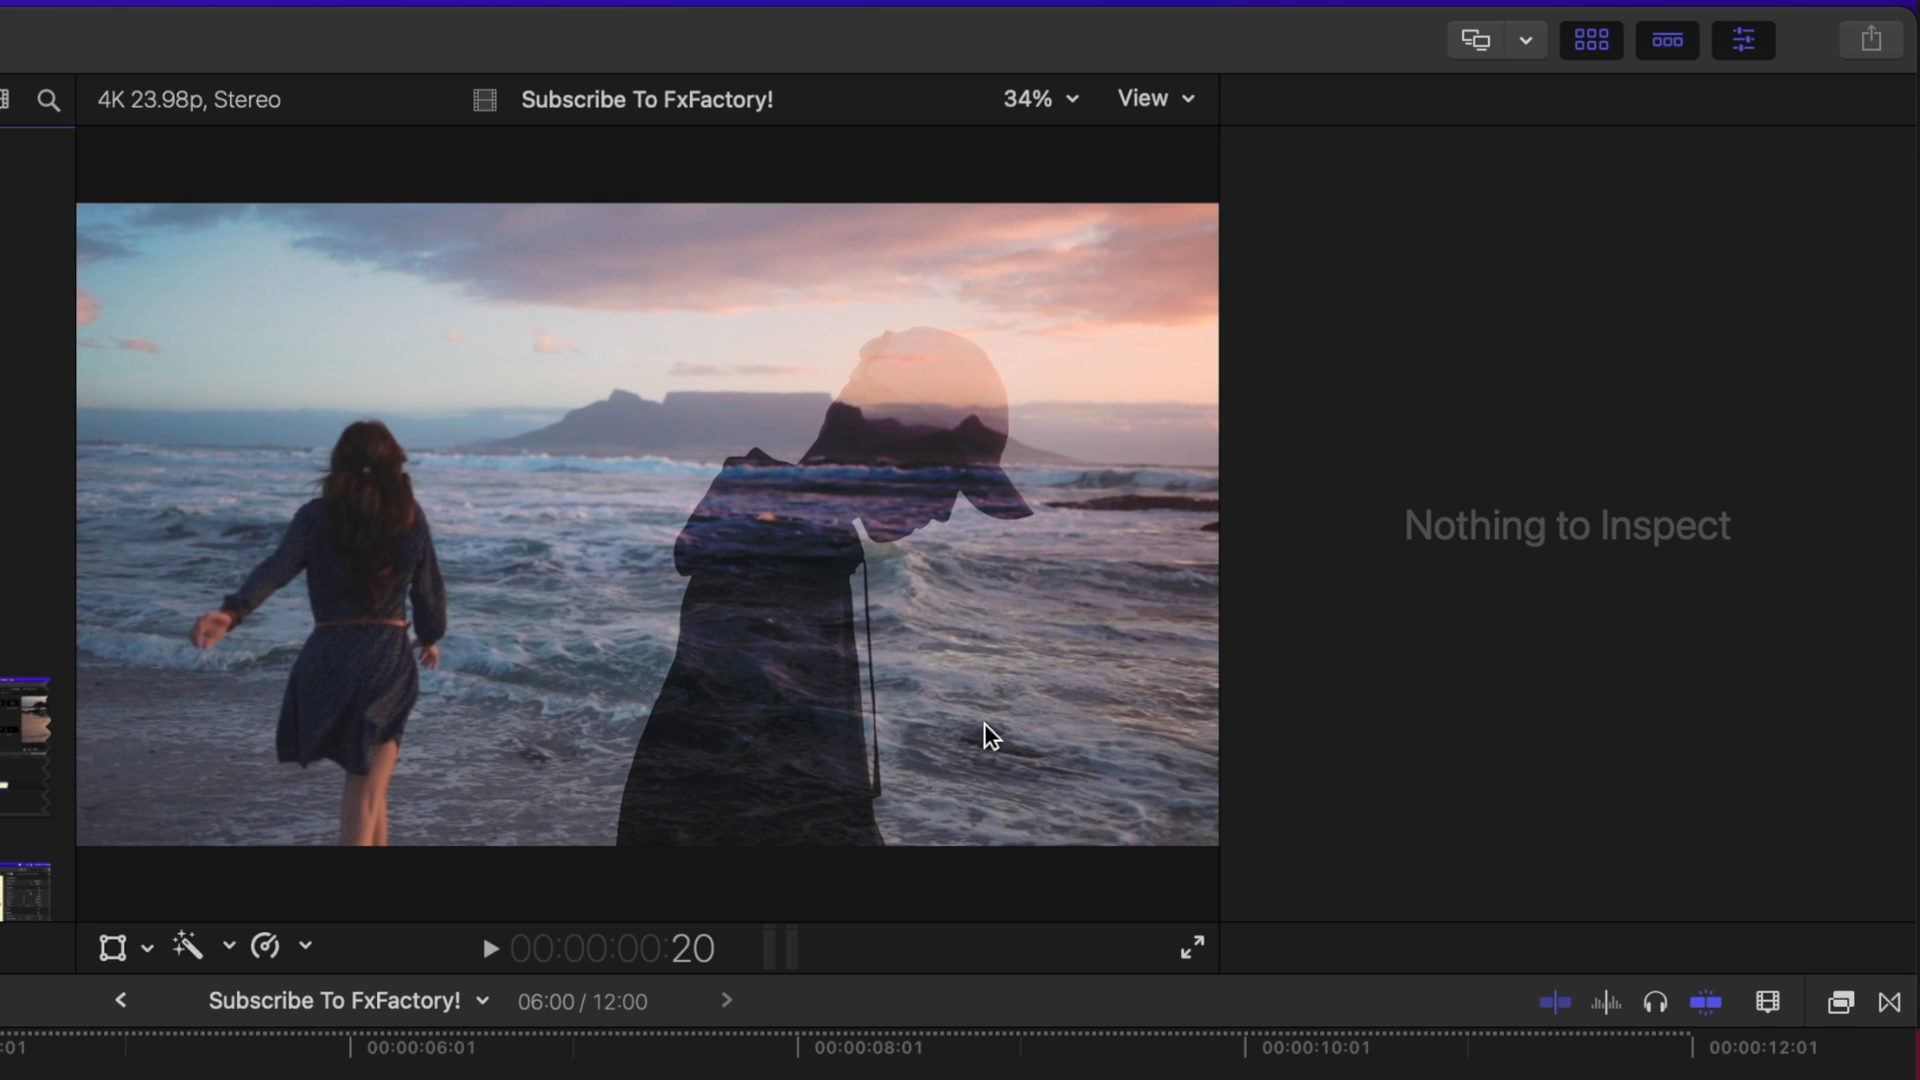 4K 23.98p, Stereo
Subscribe To FxFactory!
34%
View
Nothing to Inspect
00:00:00:20
Subscribe To FxFactory!
06:00 / 12:00
:01
00:00:06:01
00:00:08:01
00:00:10:01
00:00:12:01